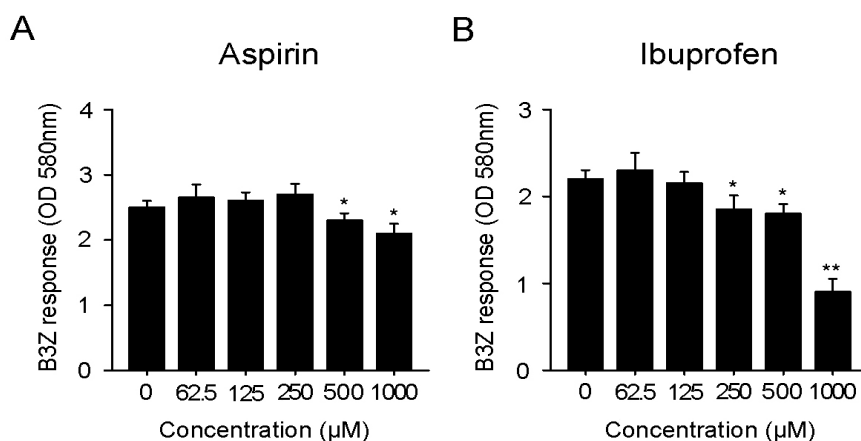 A
Aspirin
B3Z response (OD 580nm)
4
3
2
1
0
* *
0 62.5 125 250 500 1000
Concentration (µM)
B
Ibuprofen
B3Z response (OD 580nm)
3
2
1
0
* * **
0 62.5 125 250 500 1000
Concentration (µM)